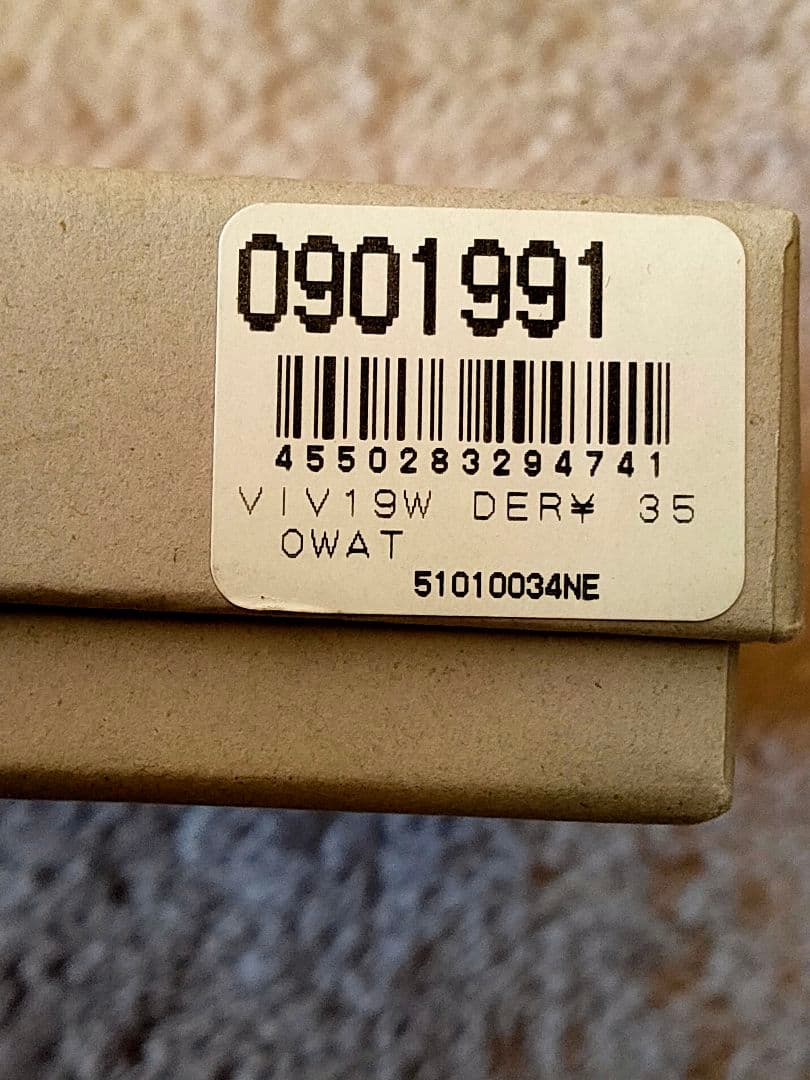 0901991
4550283294741
VIV19W DER¥ 35
OWAT
51010034NE